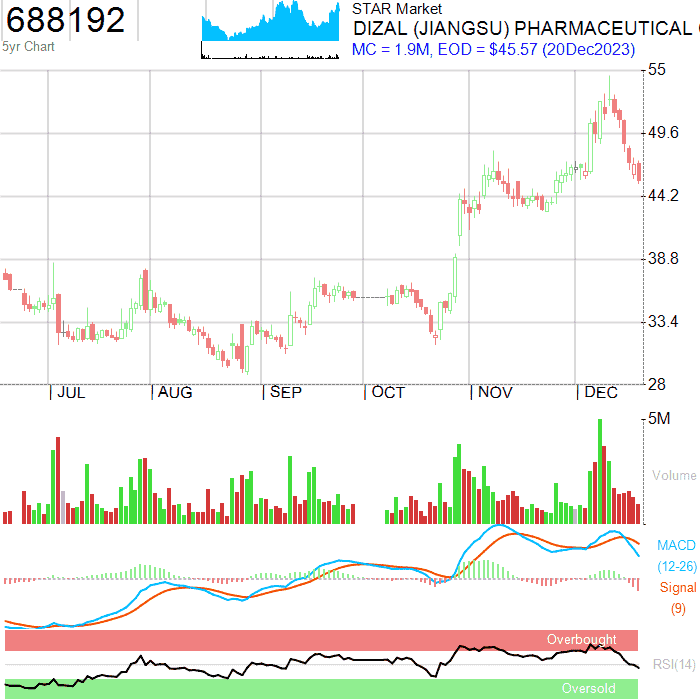 688192
5yr Chart
STAR Market
DIZAL (JIANGSU) PHARMACEUTICAL
MC = 1.9M, EOD = $45.57 (20Dec2023)
55
49.6
44.2
38.8
33.4
28
JUL AUG SEP OCT NOV DEC
5M
Volume
MACD
(12-26)
Signal
(9)
Overbought
RSI(14)
Oversold